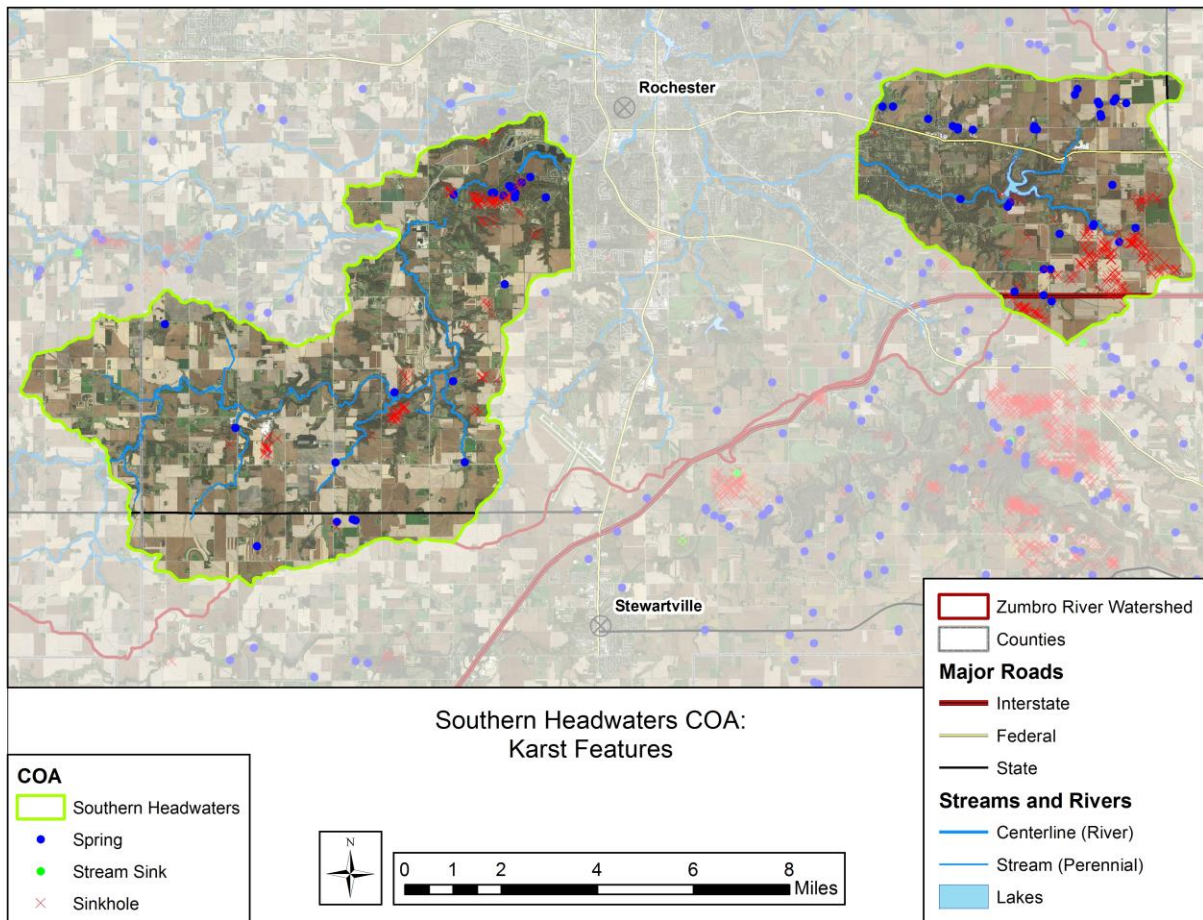 Rochester
Stewartville
Southern Headwaters COA:
Karst Features
COA
Southern Headwaters
Spring
Stream Sink
Sinkhole
N
0 1 2 4 6 8
Miles
Zumbro River Watershed
Counties
Major Roads
Interstate
Federal
State
Streams and Rivers
Centerline (River)
Stream (Perennial)
Lakes